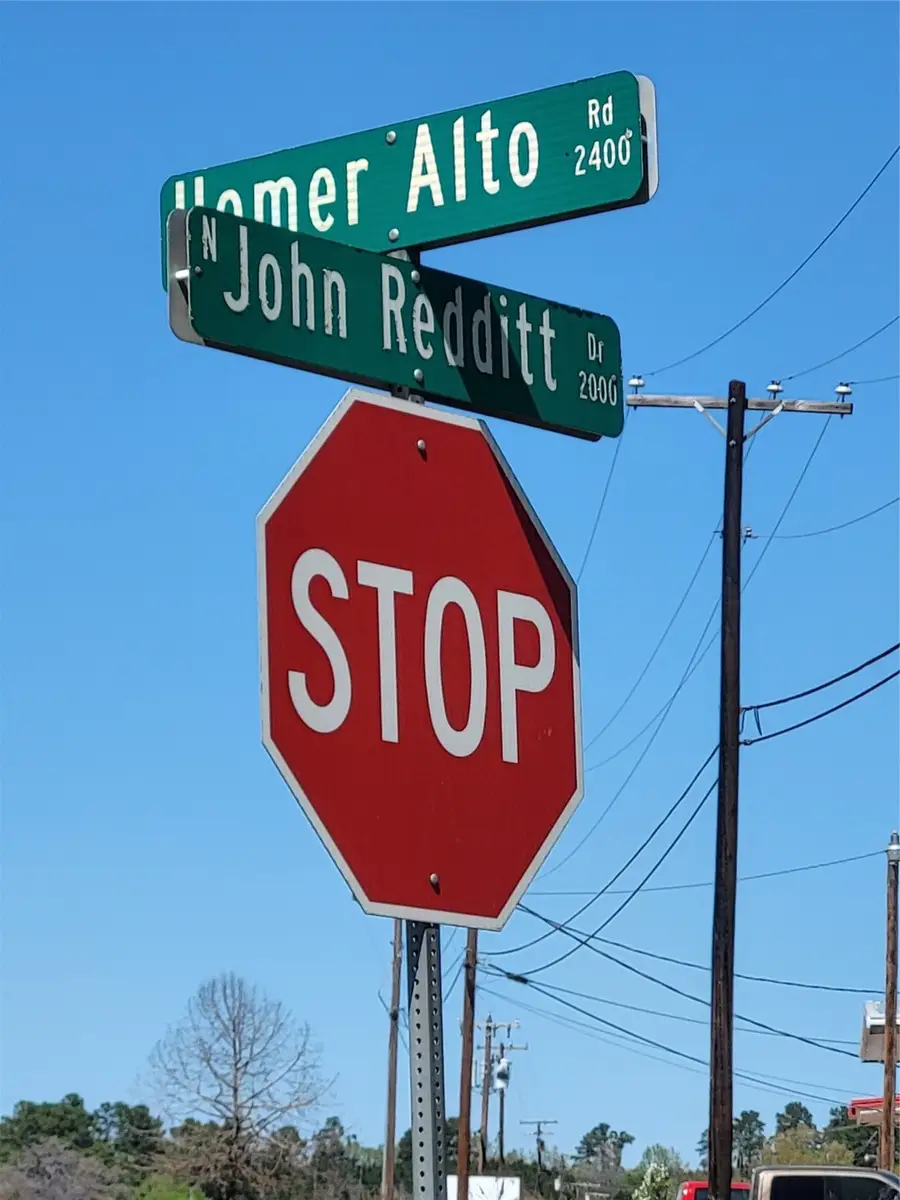 Homer Alto Rd
2400
N John Redditt Dr
2000
STOP